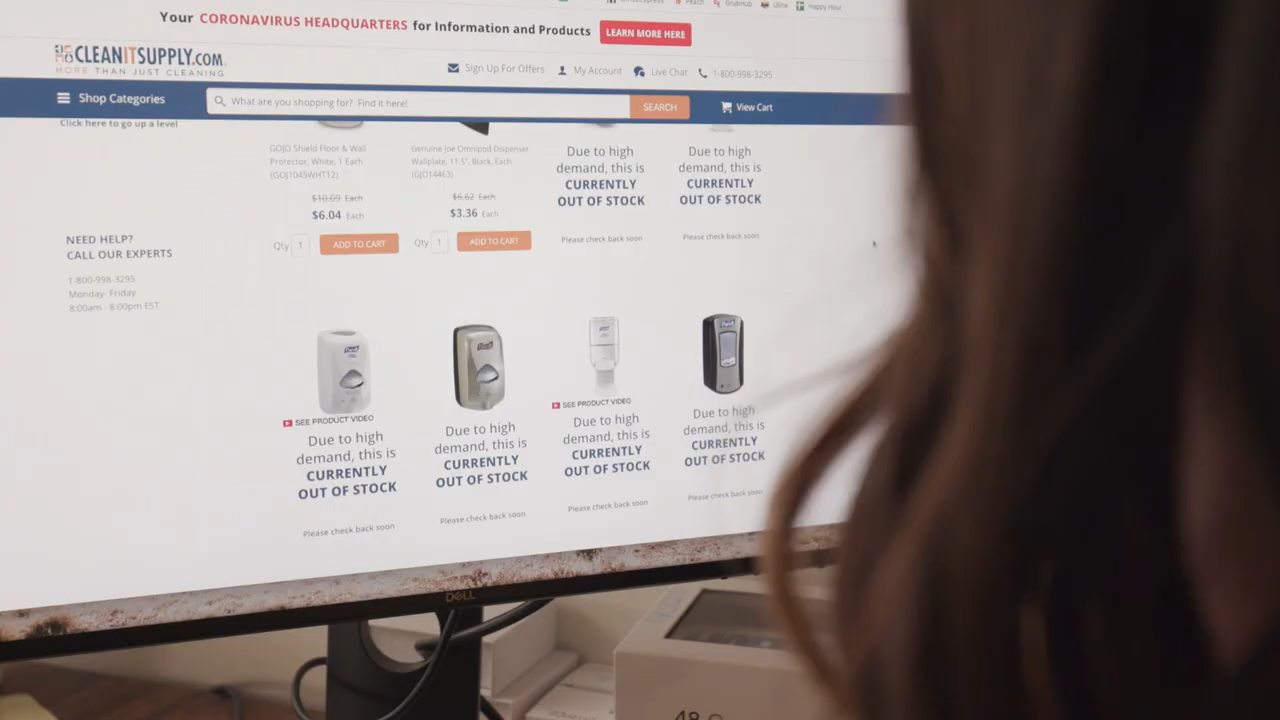 Peach
GrubHub
Uline
Happy Hour
Your CORONAVIRUS HEADQUARTERS for Information and Products
LEARN MORE HERE
CLEANITSUPPLY.COM
MORE THAN JUST CLEANING
Sign Up For Offers
My Account
Live Chat
1-800-998-3295
Shop Categories
What are you shopping for? Find it here!
SEARCH
View Cart
Click here to go up a level
GOJO Shield Floor & Wall
Protector, White, 1 Each
(GOJ1045WHT12)
$10.09 Each
$6.04 Each
Qty 1
ADD TO CART
Genuine Joe Omnipod Dispenser
Wallplate, 11.5", Black, Each
(GJO14463)
$6.62 Each
$3.36 Each
Qty 1
ADD TO CART
Due to high
demand, this is
CURRENTLY
OUT OF STOCK
Please check back soon
Due to high
demand, this is
CURRENTLY
OUT OF STOCK
Please check back soon
NEED HELP?
CALL OUR EXPERTS
1-800-998-3295
Monday- Friday
8:00am - 8:00pm EST
SEE PRODUCT VIDEO
Due to high
demand, this is
CURRENTLY
OUT OF STOCK
Please check back soon
Due to high
demand, this is
CURRENTLY
OUT OF STOCK
Please check back soon
SEE PRODUCT VIDEO
Due to high
demand, this is
CURRENTLY
OUT OF STOCK
Please check back soon
Due to high
demand, this is
CURRENTLY
OUT OF STOCK
Please check back soon
DELL